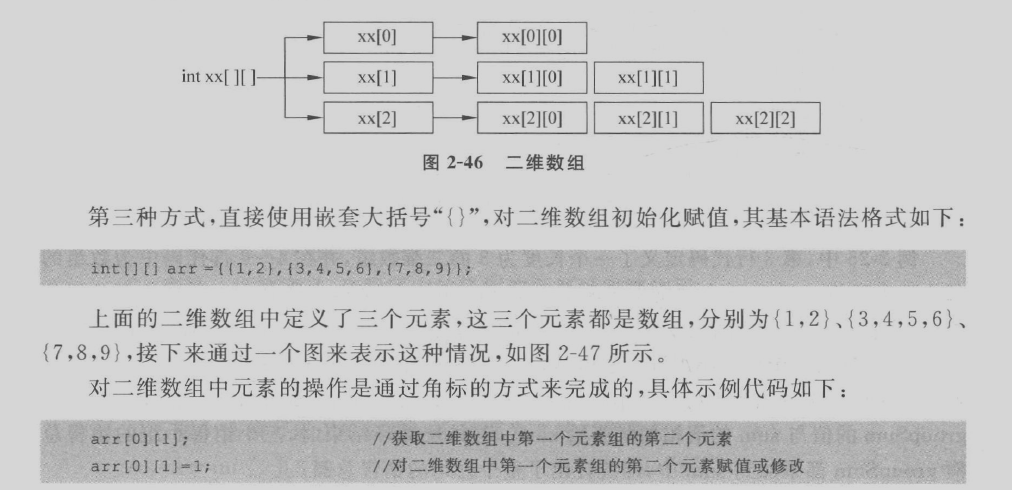 xx[0] xx[0][0]
int xx[ ][ ] xx[1] xx[1][0] xx[1][1]
xx[2] xx[2][0] xx[2][1] xx[2][2]
图 2-46 二维数组
第三种方式,直接使用嵌套大括号“{}”,对二维数组初始化赋值,其基本语法格式如下:
int[][] arr ={{1,2},{3,4,5,6},{7,8,9}};
上面的二维数组中定义了三个元素,这三个元素都是数组,分别为{1,2}、{3,4,5,6}、
{7,8,9},接下来通过一个图来表示这种情况,如图 2-47 所示。
对二维数组中元素的操作是通过角标的方式来完成的,具体示例代码如下:
arr[0][1]; //获取二维数组中第一个元素组的第二个元素
arr[0][1]=1; //对二维数组中第一个元素组的第二个元素赋值或修改